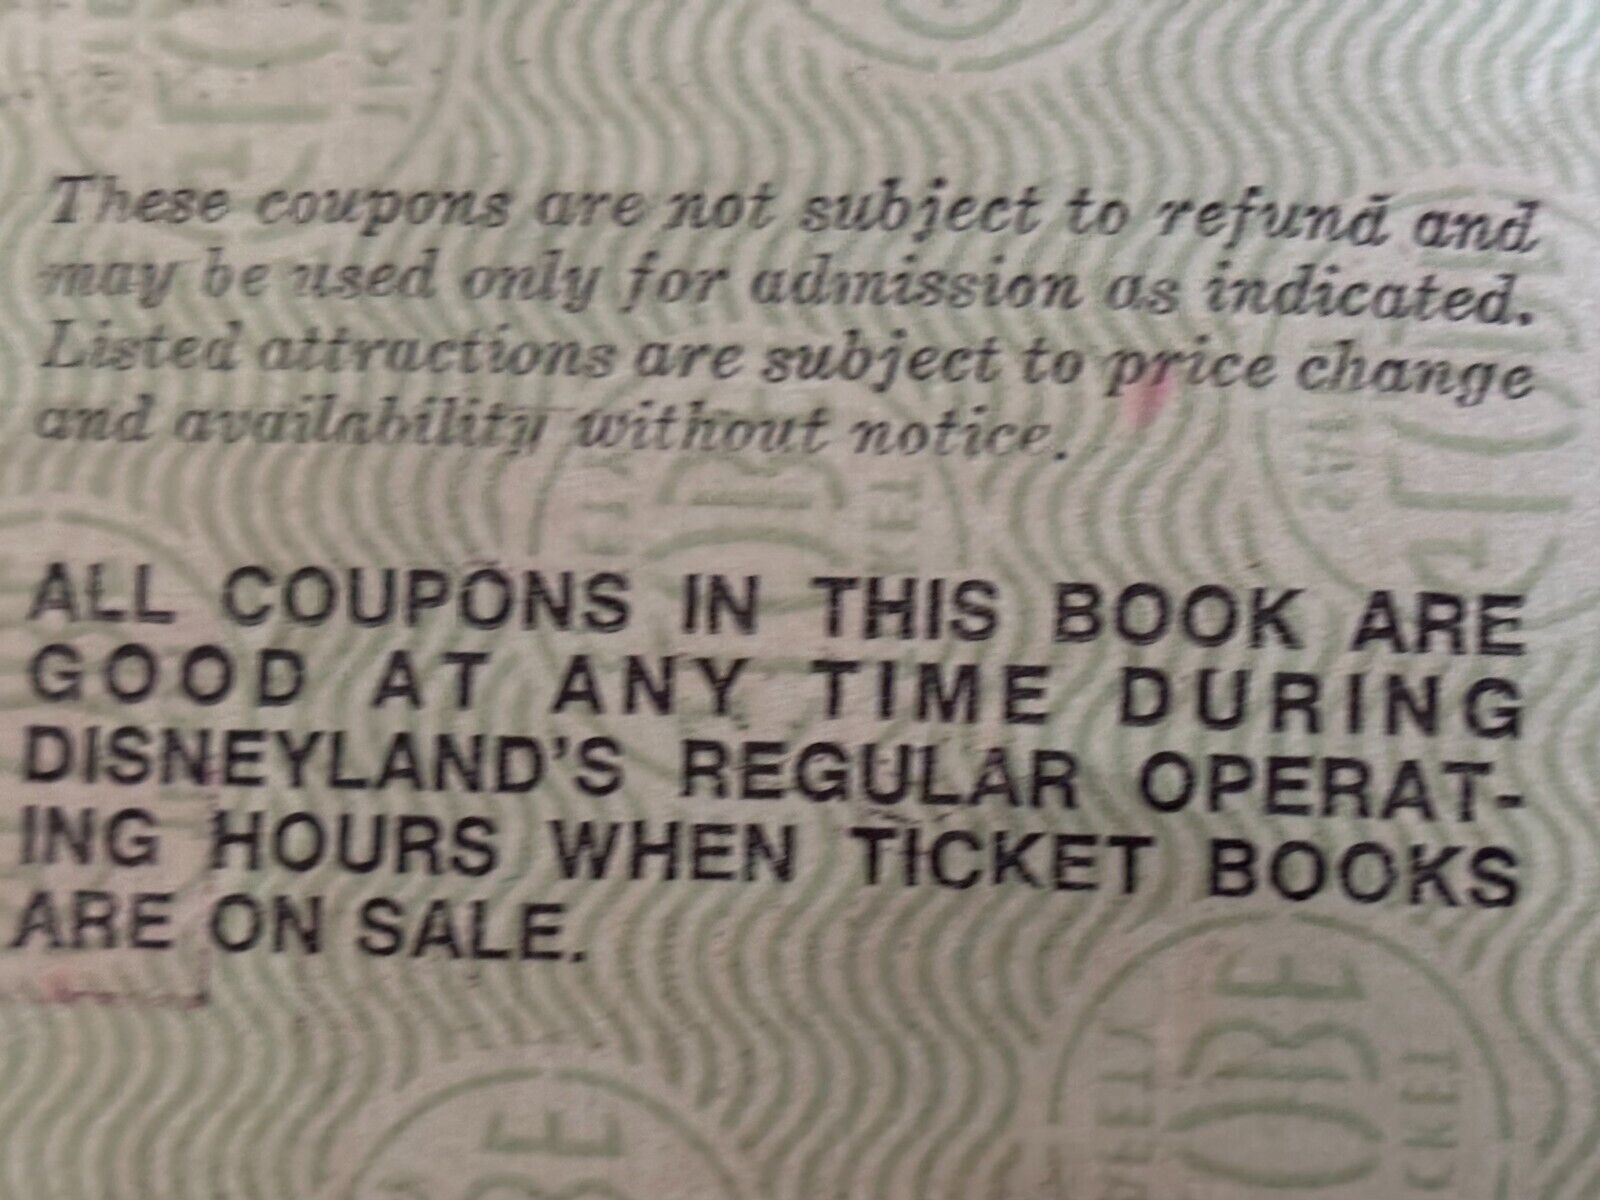 These coupons are not subject to refund and
may be used only for admission as indicated.
Listed attractions are subject to price change
and availability without notice.
ALL COUPONS IN THIS BOOK ARE
GOOD AT ANY TIME DURING
DISNEYLAND'S REGULAR OPERAT-
ING HOURS WHEN TICKET BOOKS
ARE ON SALE.